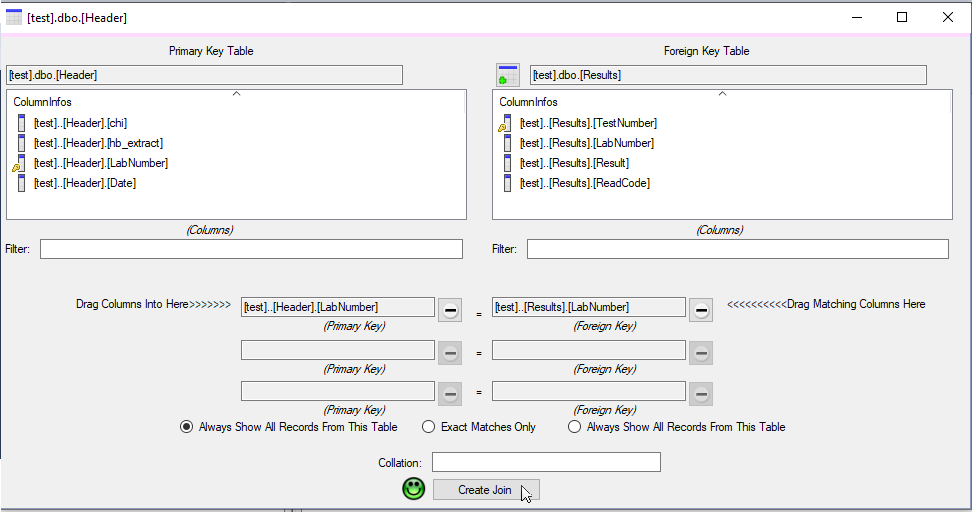 [test].dbo.[Header]
Primary Key Table
Foreign Key Table
[test].dbo.[Header]
[test].dbo.[Results]
ColumnInfos
[test]..[Header].[chi]
[test]..[Header].[hb_extract]
[test]..[Header].[LabNumber]
[test]..[Header].[Date]
ColumnInfos
[test]..[Results].[TestNumber]
[test]..[Results].[LabNumber]
[test]..[Results].[Result]
[test]..[Results].[ReadCode]
(Columns)
(Columns)
Filter:
Filter:
Drag Columns Into Here>>>>>>> [test]..[Header].[LabNumber] = [test]..[Results].[LabNumber] <<<<<<<<<<Drag Matching Columns Here
(Primary Key) (Foreign Key)
=
(Primary Key) (Foreign Key)
=
(Primary Key) (Foreign Key)
Always Show All Records From This Table Exact Matches Only Always Show All Records From This Table
Collation:
Create Join